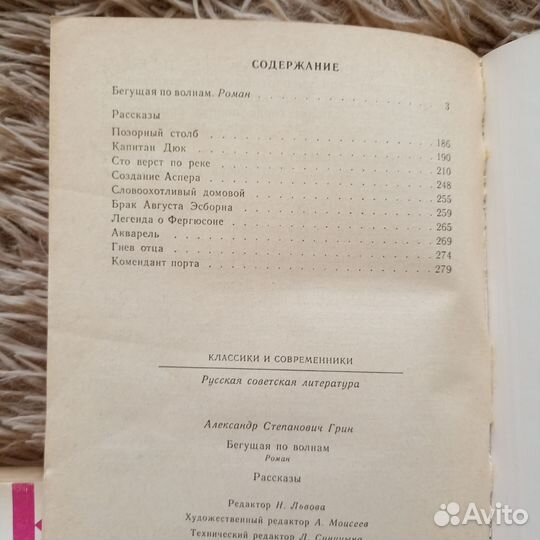 СОДЕРЖАНИЕ
Бегущая по волнам. Роман . . . . . . . . . . 3
Рассказы
Позорный столб . . . . . . . . . . 186
Капитан Дюк . . . . . . . . . . 190
Сто верст по реке . . . . . . . . . . 210
Создание Аспера . . . . . . . . . . 248
Словоохотливый домовой . . . . . . . . . . 255
Брак Августа Эсборна . . . . . . . . . . 259
Легенда о Фергюсоне . . . . . . . . . . 265
Акварель . . . . . . . . . . 269
Гнев отца . . . . . . . . . . 274
Комендант порта . . . . . . . . . . 279
КЛАССИКИ И СОВРЕМЕННИКИ
Русская советская литература
Александр Степанович Грин
Бегущая по волнам
Роман
Рассказы
Редактор Н. Львова
Художественный редактор А. Моисеев
Технический редактор Л.
Avito